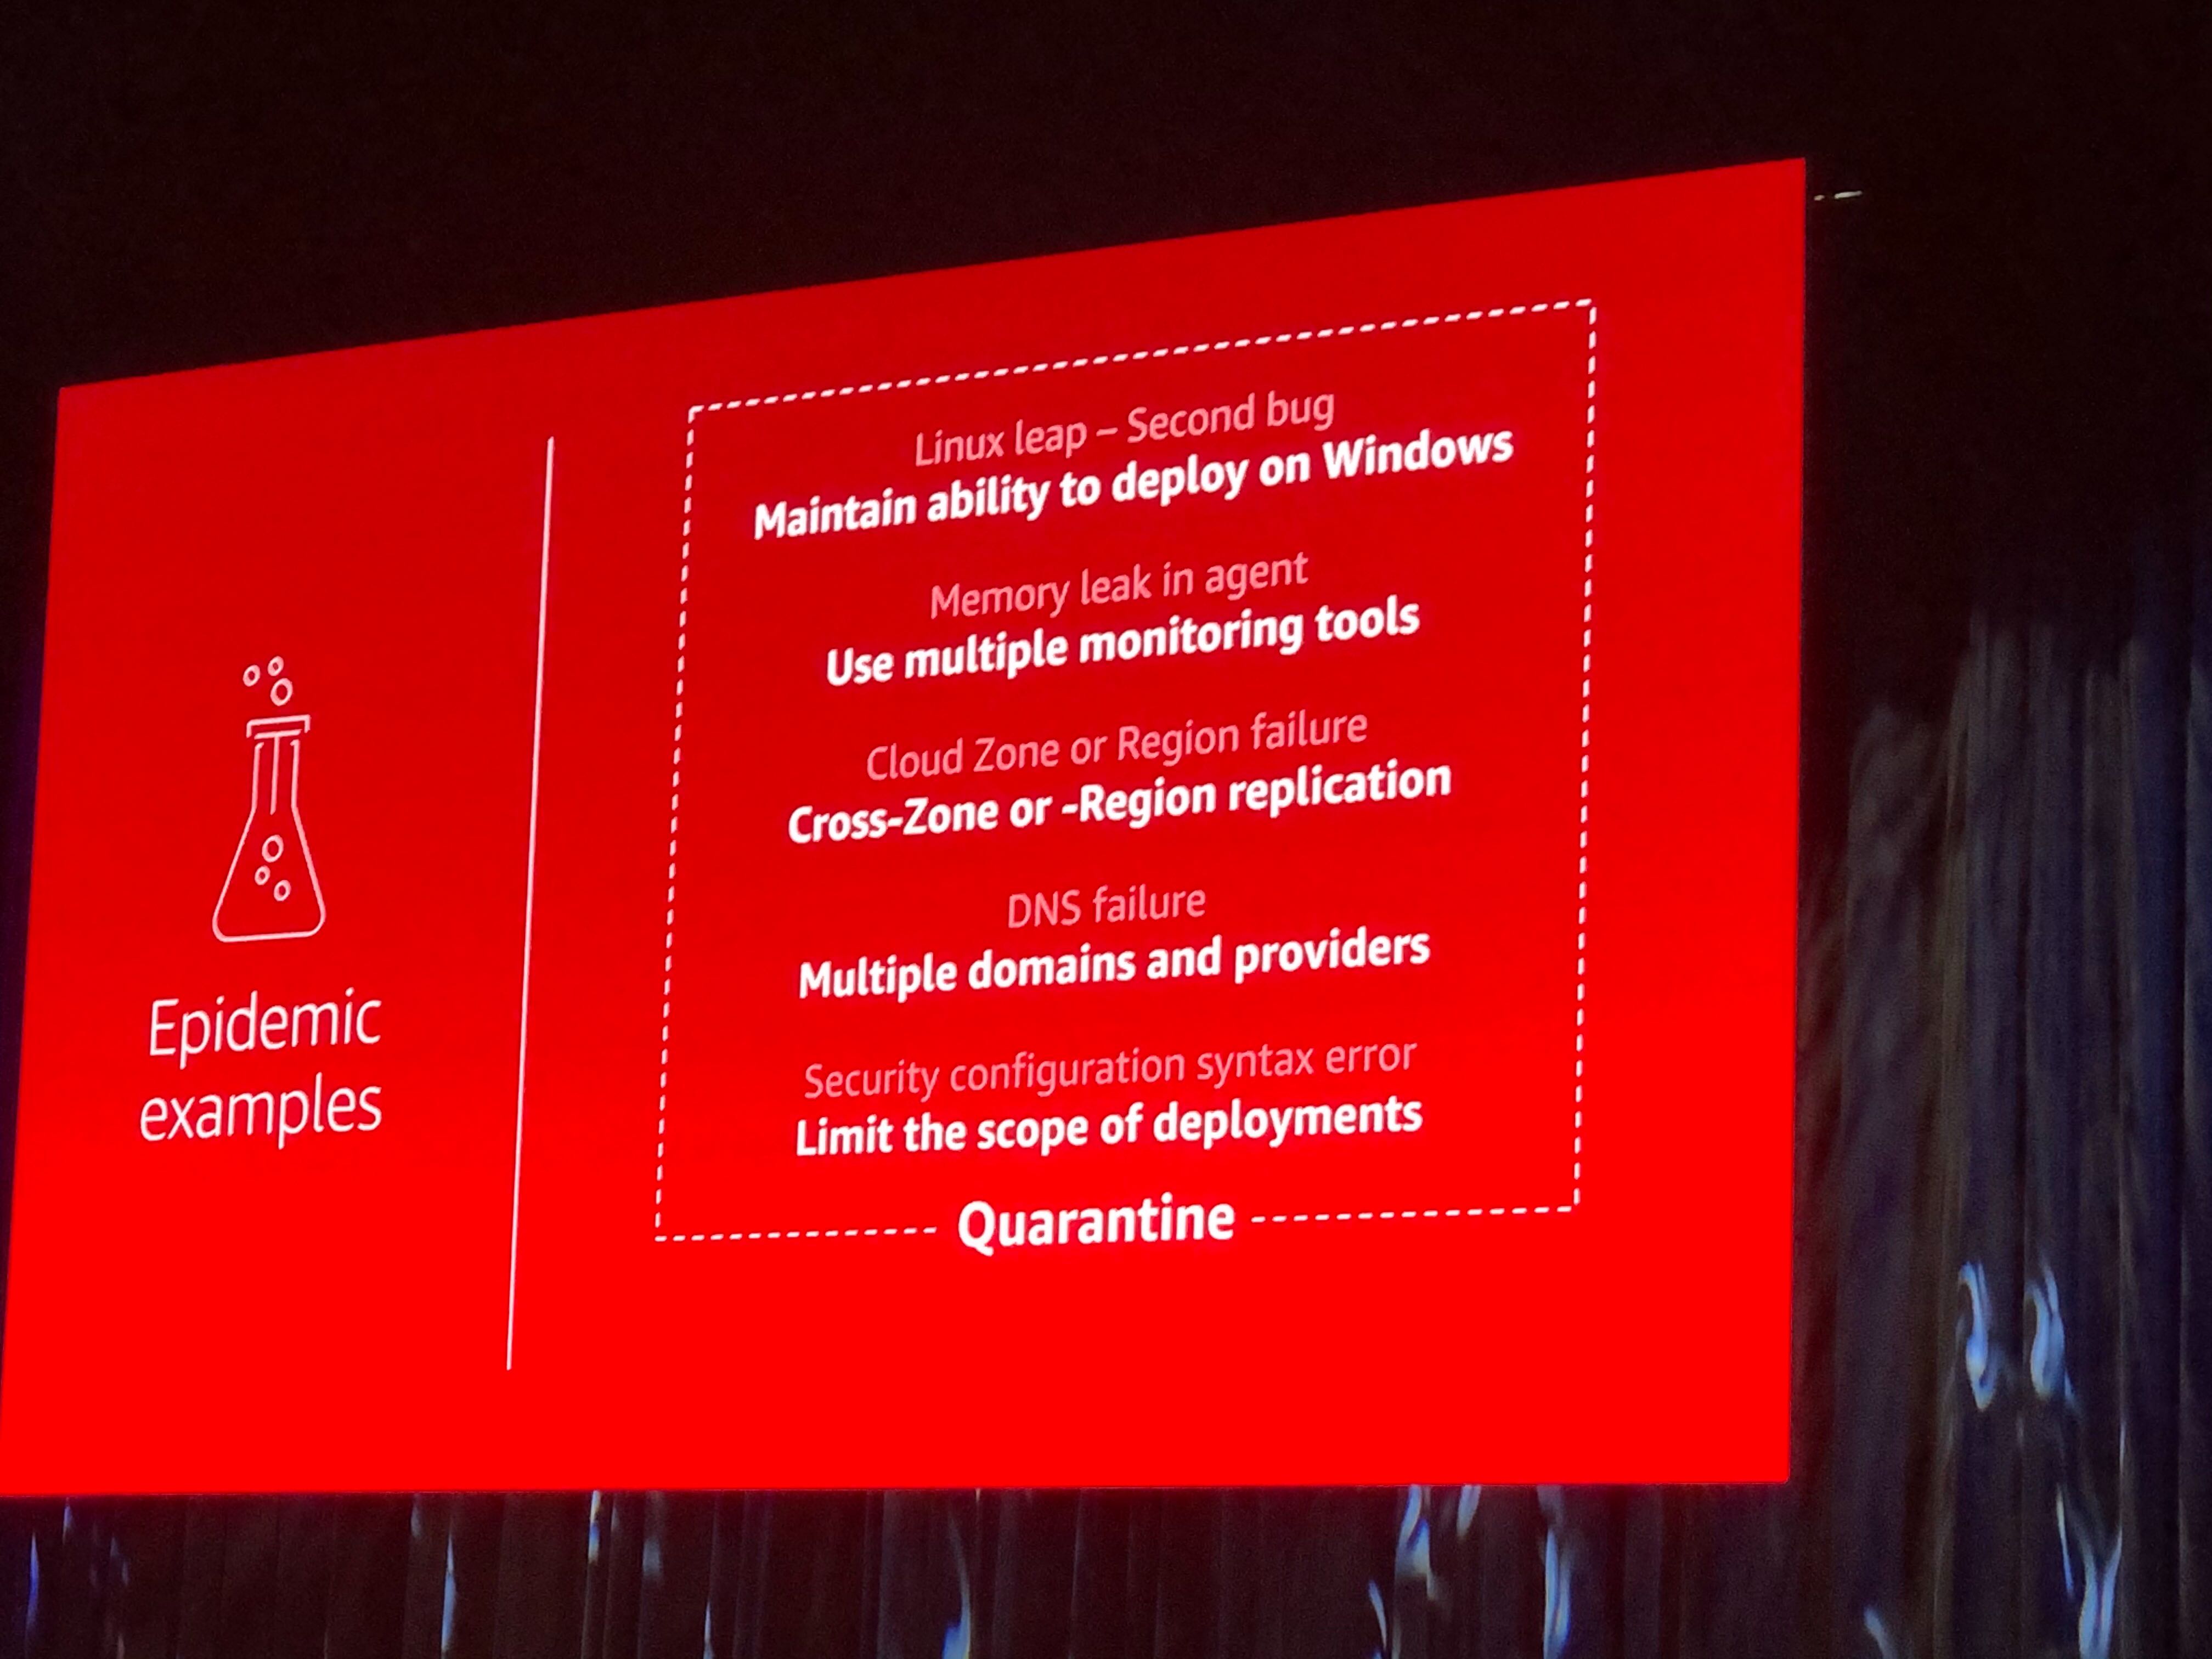 Epidemic
examples
Linux leap – Second bug
Maintain ability to deploy on Windows
Memory leak in agent
Use multiple monitoring tools
Cloud Zone or Region failure
Cross-Zone or -Region replication
DNS failure
Multiple domains and providers
Security configuration syntax error
Limit the scope of deployments
Quarantine